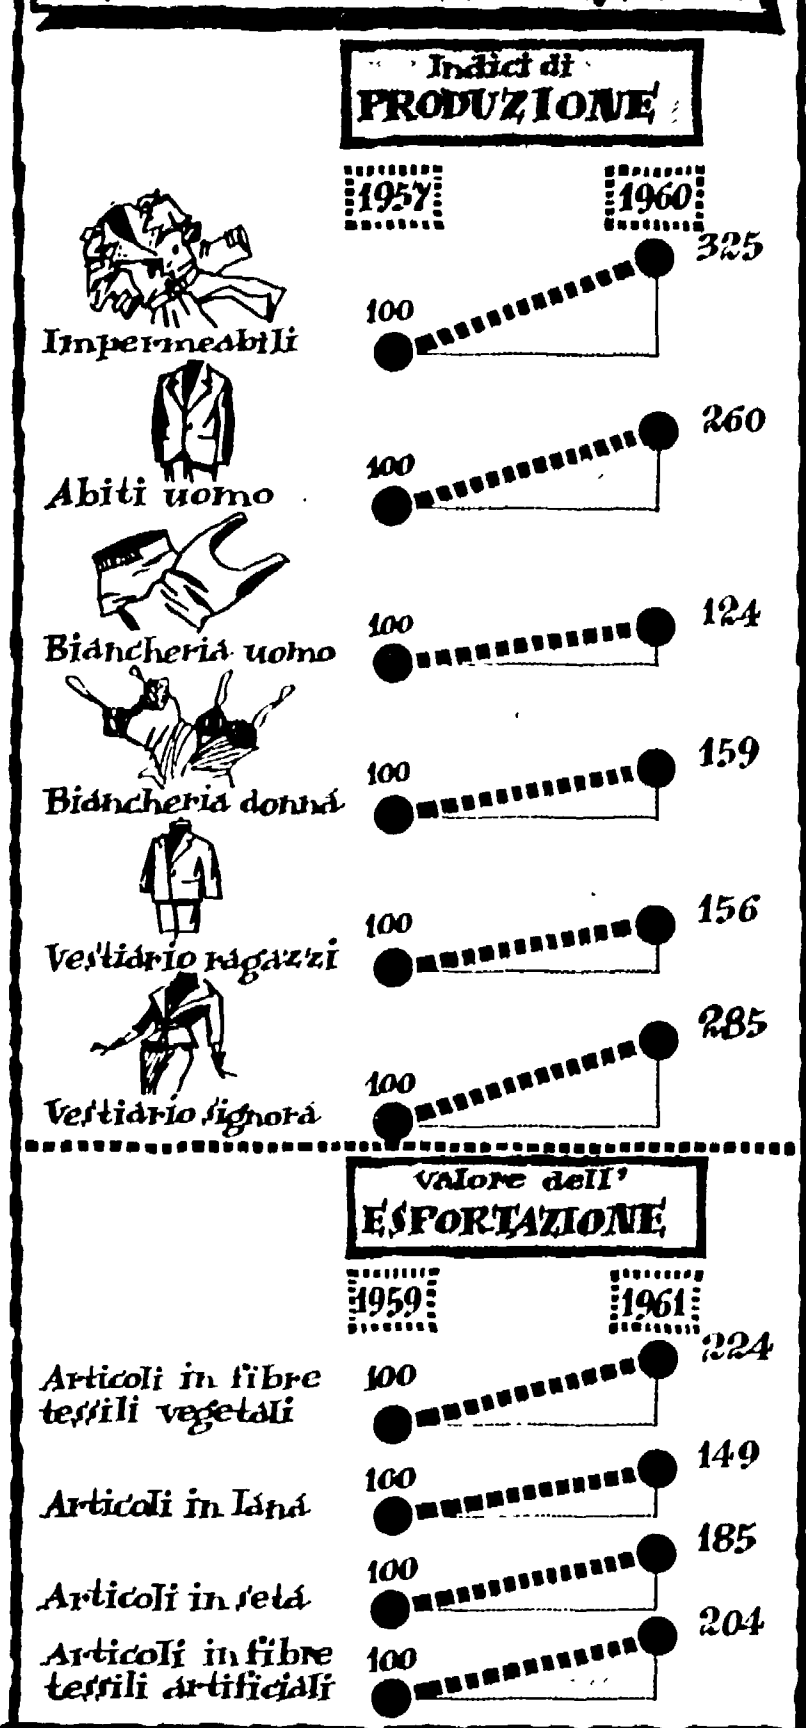 Indici di
PRODUZIONE
1957 1960
Impermeabili 100 325
Abiti uomo 100 260
Biancheria uomo 100 124
Biancheria donna 100 159
Vestiario ragazzi 100 156
Vestiario signora 100 285
Valore dell'
ESPORTAZIONE
1959 1961
Articoli in fibre
tessili vegetali 100 224
Articoli in lana 100 149
Articoli in seta 100 185
Articoli in fibre
tessili artificiali 100 204